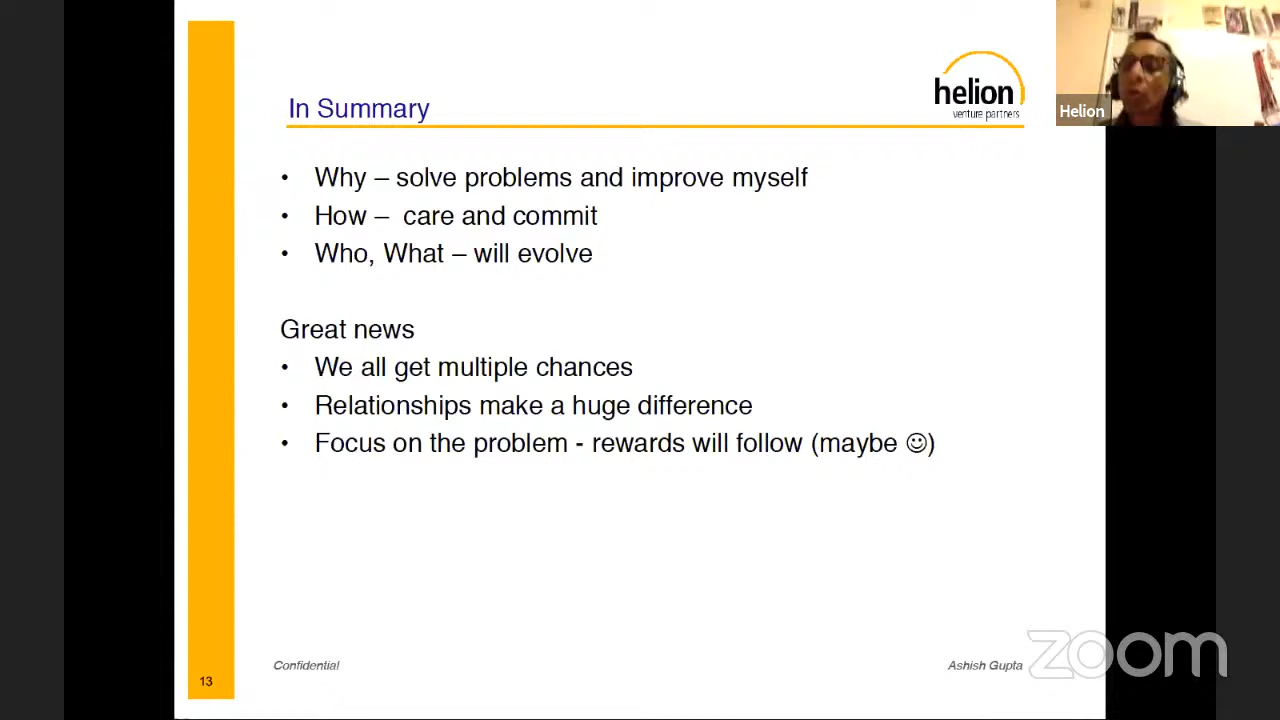 In Summary
helion
venture partners
Helion
• Why – solve problems and improve myself
• How – care and commit
• Who, What – will evolve
Great news
• We all get multiple chances
• Relationships make a huge difference
• Focus on the problem - rewards will follow (maybe ☺)
Confidential
Ashish Gupta
zoom
13